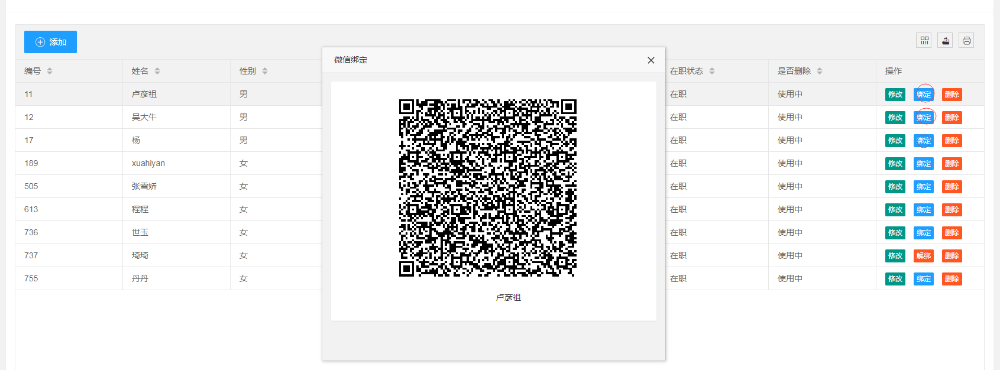 添加
微信绑定
编号 姓名 性别 在职状态 是否删除 操作
11 卢彦祖 男 在职 使用中 修改 绑定 删除
12 吴大牛 男 在职 使用中 修改 绑定 删除
17 杨 男 在职 使用中 修改 绑定 删除
189 xuahiyan 女 在职 使用中 修改 绑定 删除
505 张雪娇 女 在职 使用中 修改 绑定 删除
613 程程 女 在职 使用中 修改 绑定 删除
736 世玉 女 在职 使用中 修改 绑定 删除
737 琦琦 女 在职 使用中 修改 解绑 删除
755 丹丹 女 在职 使用中 修改 绑定 删除
卢彦祖